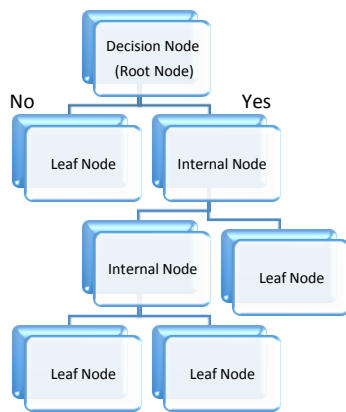 Decision Node
(Root Node)
No
Yes
Leaf Node
Internal Node
Internal Node
Leaf Node
Leaf Node
Leaf Node